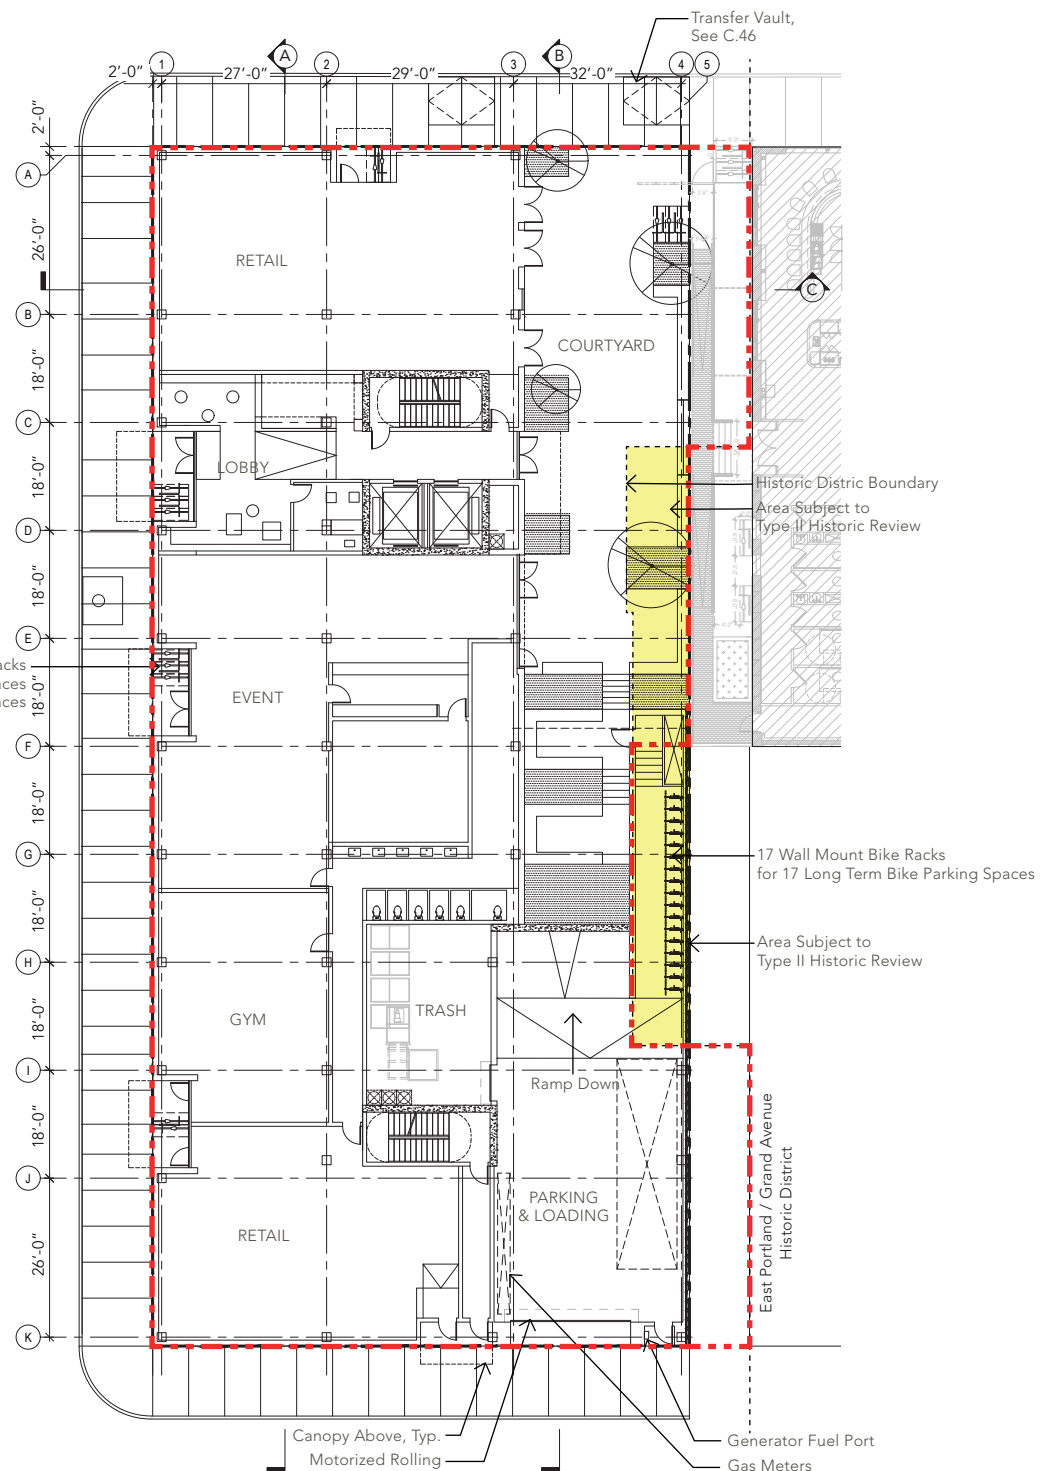 Transfer Vault,
See C.46
1
A
2
3
B
4
5
2'-0"
27'-0"
29'-0"
32'-0"
2'-0"
A
26'-0"
RETAIL
C
B
COURTYARD
18'-0"
C
LOBBY
18'-0"
Historic Distric Boundary
Area Subject to
Type II Historic Review
D
18'-0"
E
acks
aces
aces
18'-0"
EVENT
F
18'-0"
G
17 Wall Mount Bike Racks
for 17 Long Term Bike Parking Spaces
18'-0"
Area Subject to
Type II Historic Review
H
18'-0"
GYM
TRASH
I
Ramp Down
18'-0"
J
PARKING
& LOADING
RETAIL
26'-0"
East Portland / Grand Avenue
Historic District
K
Canopy Above, Typ.
Motorized Rolling
Generator Fuel Port
Gas Meters